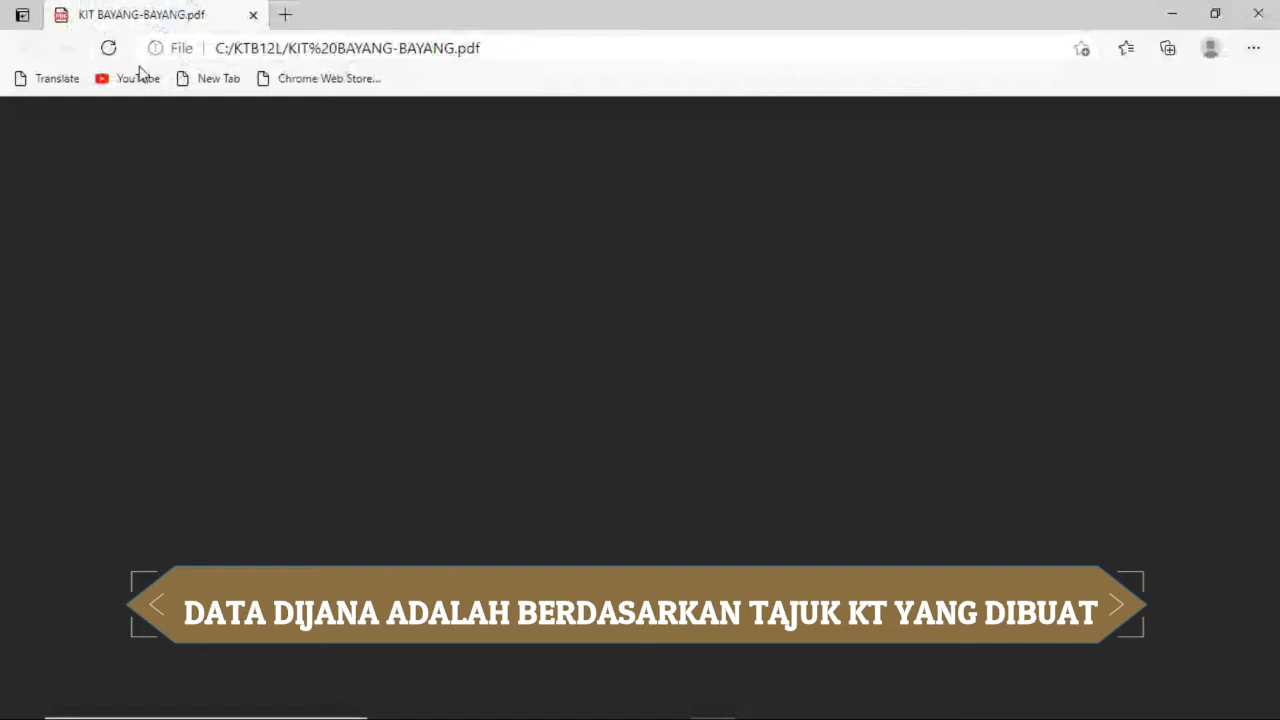 KIT BAYANG-BAYANG.pdf
File C:/KTB12L/KIT%20BAYANG-BAYANG.pdf
Translate YouTube New Tab Chrome Web Store...
DATA DIJANA ADALAH BERDASARKAN TAJUK KT YANG DIBUAT